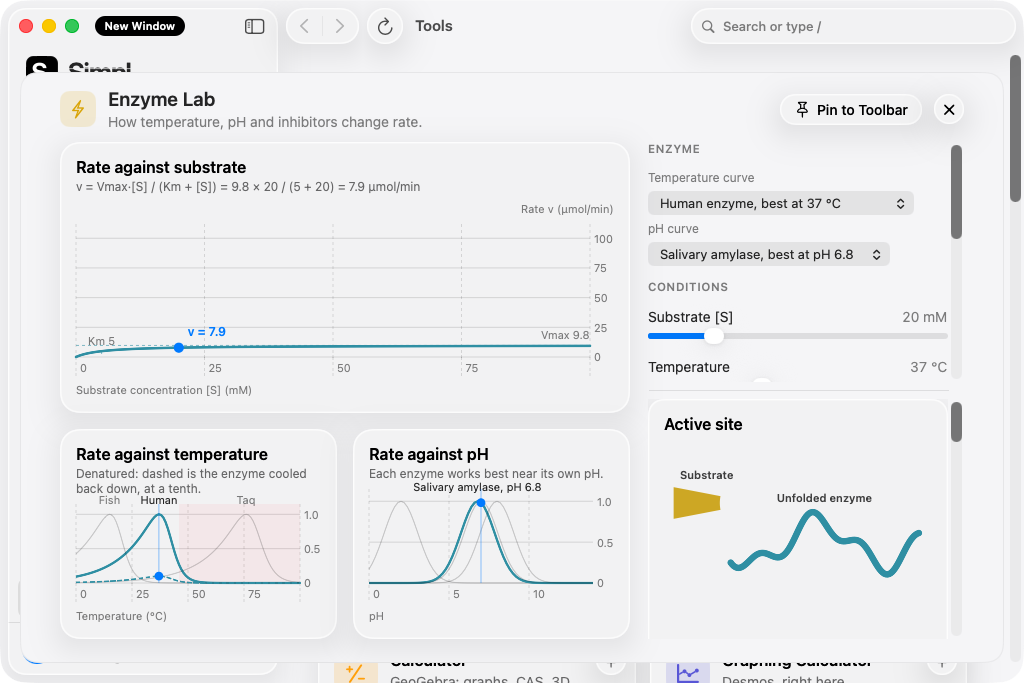 New Window
Tools
Search or type /
Enzyme Lab
How temperature, pH and inhibitors change rate.
Pin to Toolbar
Rate against substrate
v = Vmax·[S] / (Km + [S]) = 9.8 × 20 / (5 + 20) = 7.9 µmol/min
Rate v (µmol/min)
100
75
50
25
0
Km 5
v = 7.9
Vmax 9.8
0
25
50
75
Substrate concentration [S] (mM)
Rate against temperature
Denatured: dashed is the enzyme cooled
back down, at a tenth.
Fish
Human
Taq
1.0
0.5
0
0
25
50
75
Temperature (°C)
Rate against pH
Each enzyme works best near its own pH.
Salivary amylase, pH 6.8
1.0
0.5
0
0
5
10
pH
ENZYME
Temperature curve
Human enzyme, best at 37 °C
pH curve
Salivary amylase, best at pH 6.8
CONDITIONS
Substrate [S]
20 mM
Temperature
37 °C
Active site
Substrate
Unfolded enzyme
Calculator
GeoGebra: graphs, CAS, 3D
Graphing Calculator
Desmos, right here